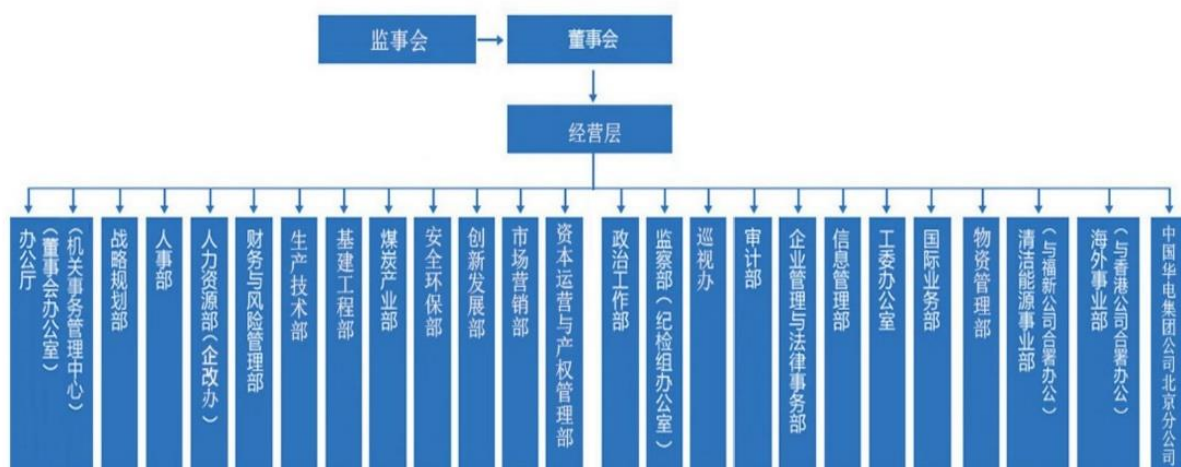 监事会
董事会
经营层
办公厅
（董事会办公室）
（机关事务管理中心）
战略规划部
人事部
人力资源部（企改办）
财务与风险管理部
生产技术部
基建工程部
煤炭产业部
安全环保部
创新发展部
市场营销部
资本运营与产权管理部
政治工作部
监察部（纪检组办公室）
巡视办
审计部
企业管理与法律事务部
信息管理部
工委办公室
国际业务部
物资管理部
清洁能源事业部
（与福新公司合署办公）
海外事业部
（与香港公司合署办公）
中国华电集团公司北京分公司